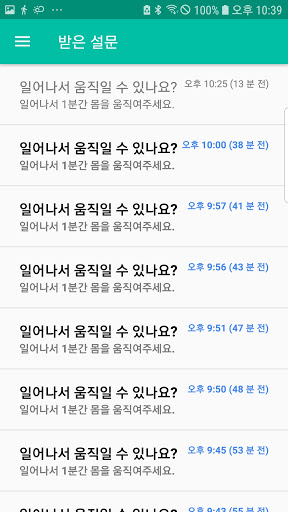 100% 오후 10:39
받은 설문
일어나서 움직일 수 있나요? 오후 10:25 (13 분 전)
일어나서 1분간 몸을 움직여주세요.
일어나서 움직일 수 있나요? 오후 10:00 (38 분 전)
일어나서 1분간 몸을 움직여주세요.
일어나서 움직일 수 있나요? 오후 9:57 (41 분 전)
일어나서 1분간 몸을 움직여주세요.
일어나서 움직일 수 있나요? 오후 9:56 (43 분 전)
일어나서 1분간 몸을 움직여주세요.
일어나서 움직일 수 있나요? 오후 9:51 (47 분 전)
일어나서 1분간 몸을 움직여주세요.
일어나서 움직일 수 있나요? 오후 9:50 (48 분 전)
일어나서 1분간 몸을 움직여주세요.
일어나서 움직일 수 있나요? 오후 9:45 (53 분 전)
일어나서 1분간 몸을 움직여주세요.
일어나서 움직일 수 있나요? 오후 9:43 (55 분 전)